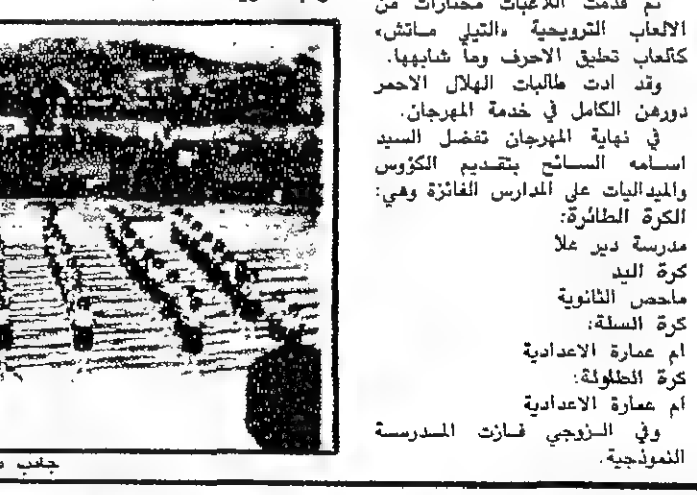 ثم قدمت اللاعبات مختارات من
الالعاب الترويحية «التيلي ماتش»
كألعاب تطبق الاحرف وما شابهها.
وقد ادت طالبات الهلال الاحمر
دورهن الكامل في خدمة المهرجان.
في نهاية المهرجان تفضل السيد
اسامه السائح بتقديم الكؤوس
والميداليات على المدارس الفائزة وهي:
الكرة الطائرة:
مدرسة دير علا
كرة اليد
ماحص الثانوية
كرة السلة:
ام عمارة الاعدادية
كرة الطاولة:
ام عمارة الاعدادية
وفي الزوجي فازت المدرسة
النموذجية.
جانب